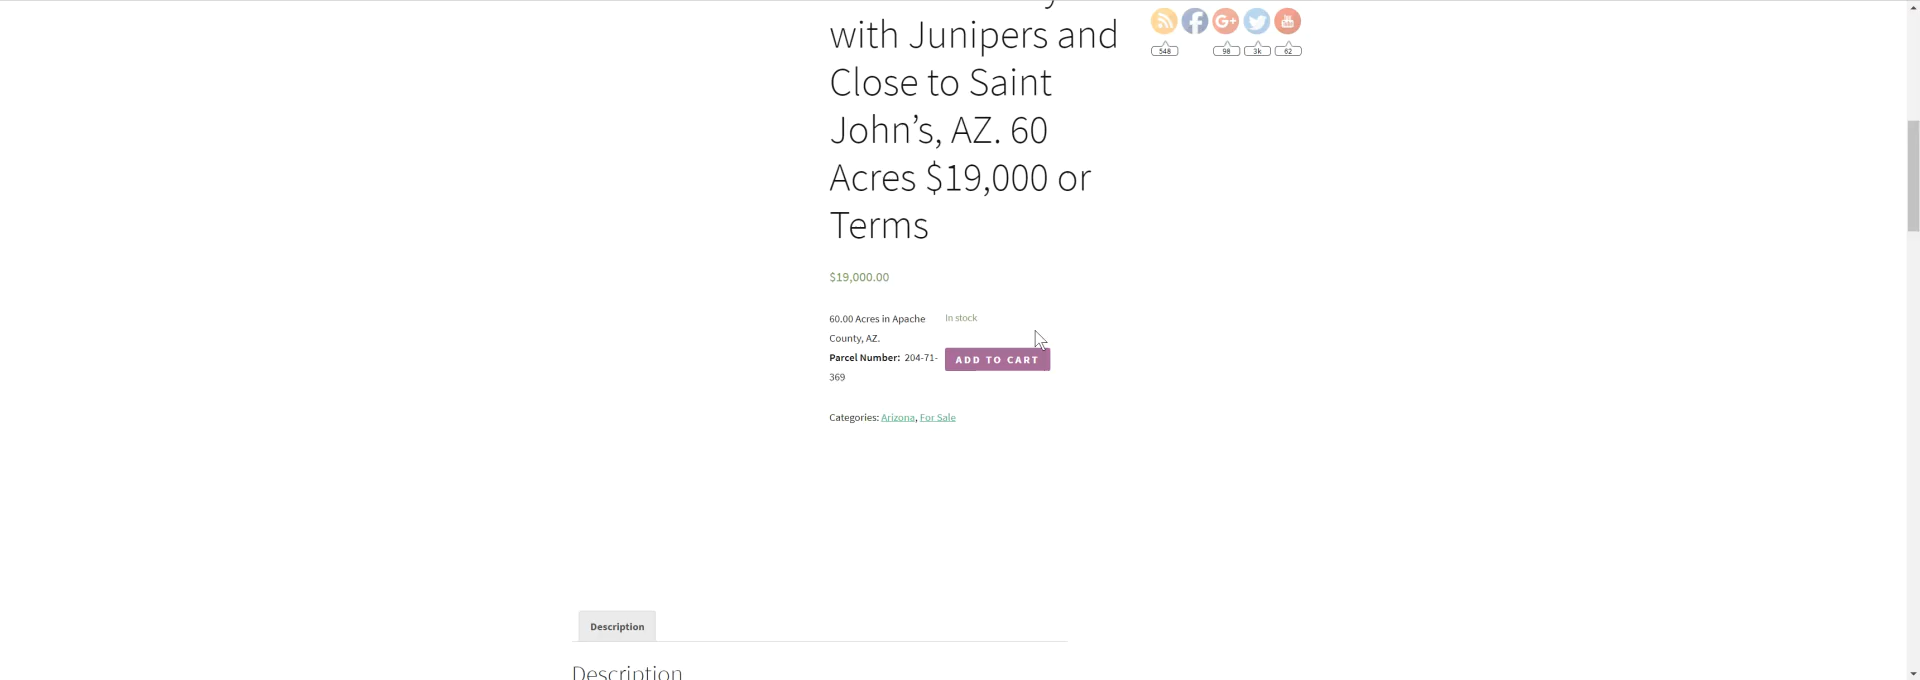 with Junipers and
Close to Saint
John’s, AZ. 60
Acres $19,000 or
Terms
548
98
3k
62
$19,000.00
60.00 Acres in Apache
County, AZ.
Parcel Number: 204-71-
369
In stock
ADD TO CART
Categories: Arizona, For Sale
Description
Description